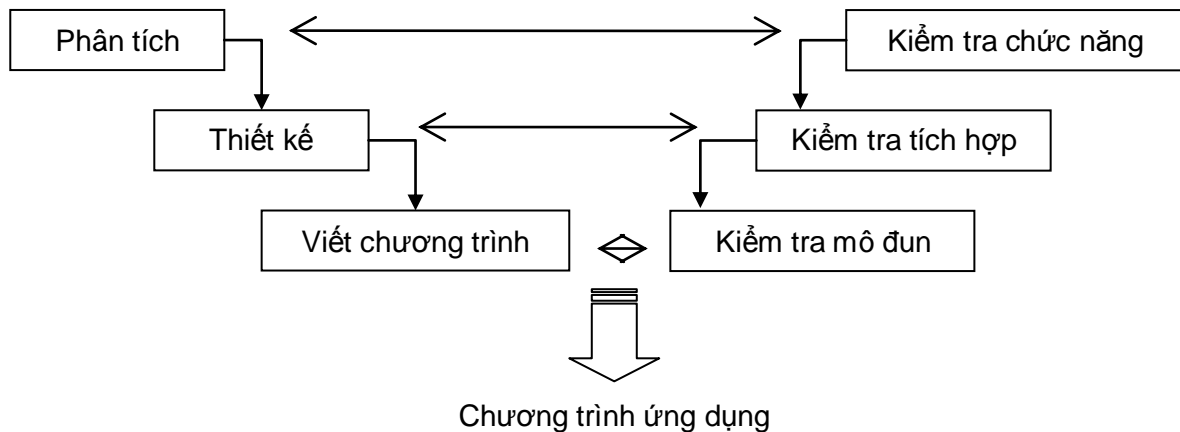 Phân tích
Kiểm tra chức năng
Thiết kế
Kiểm tra tích hợp
Viết chương trình
Kiểm tra mô đun
Chương trình ứng dụng